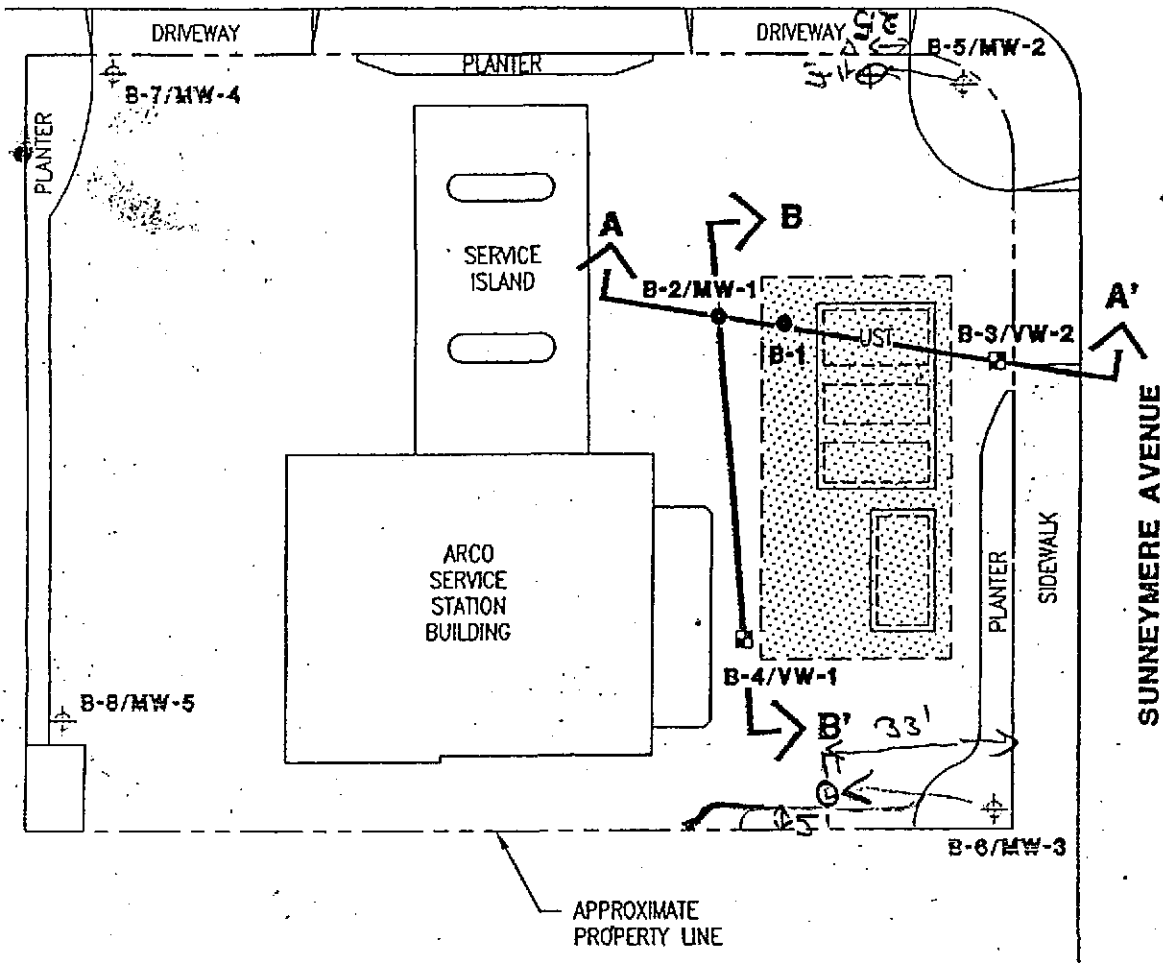 DRIVEWAY
DRIVEWAY
B-5/MW-2
PLANTER
B-7/MW-4
PLANTER
B
A
SERVICE
ISLAND
B-2/MW-1
A'
UST
B-3/VW-2
B-1
SUNNEYMERE AVENUE
ARCO
SERVICE
STATION
BUILDING
PLANTER
SIDEWALK
B-4/VW-1
B-8/MW-5
B'
33'
5
B-6/MW-3
APPROXIMATE
PROPERTY LINE